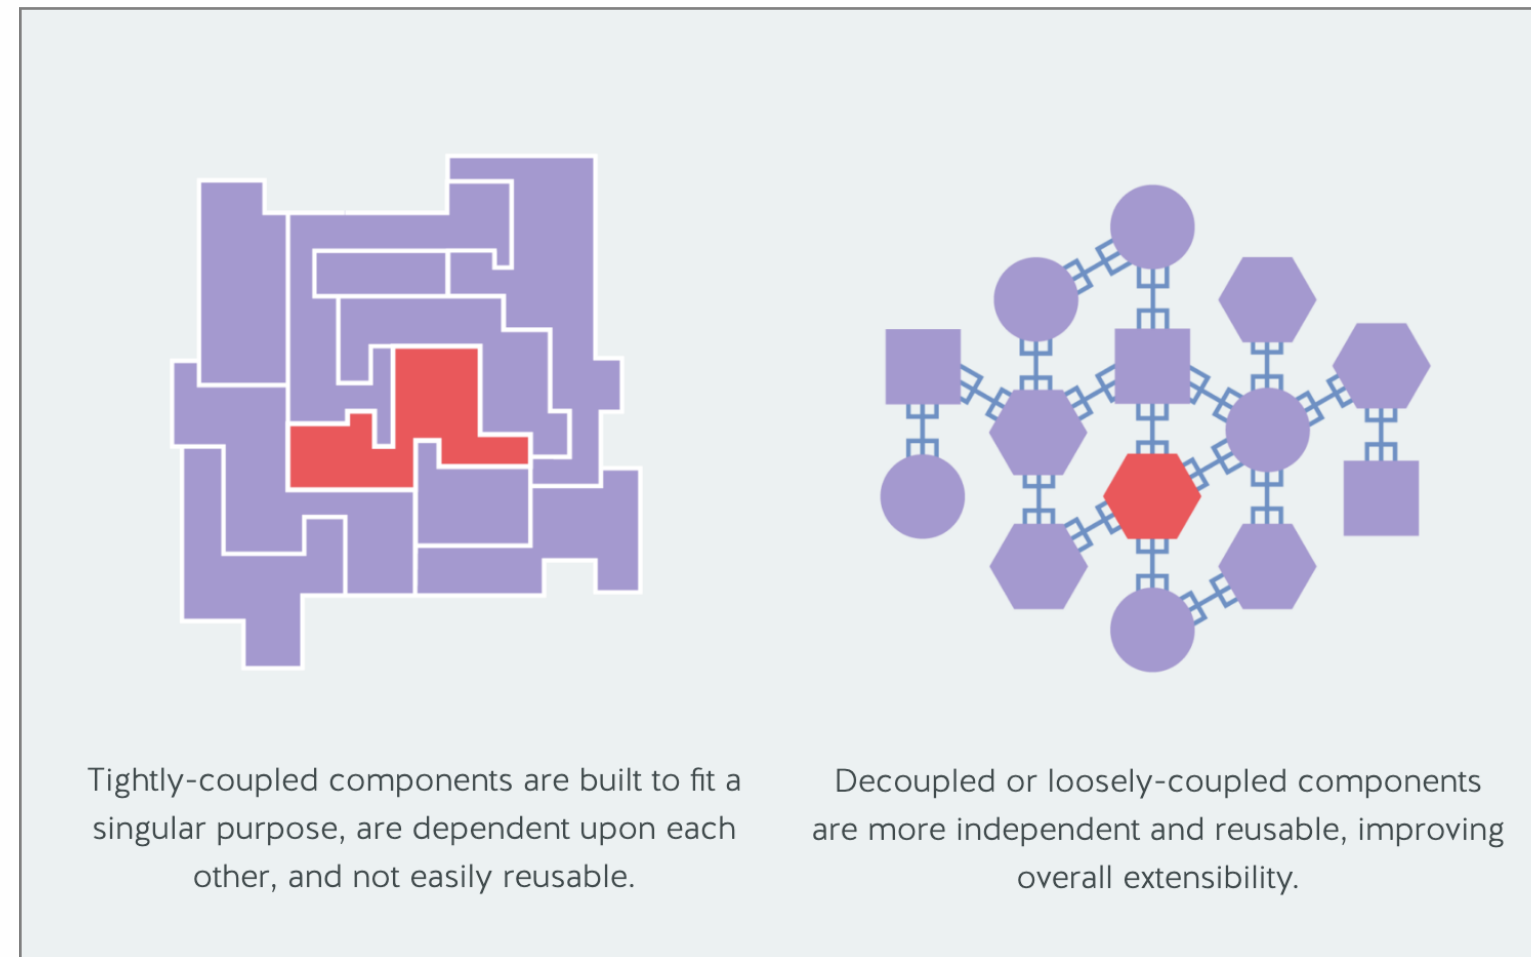 Tightly-coupled components are built to fit a
singular purpose, are dependent upon each
other, and not easily reusable.
Decoupled or loosely-coupled components
are more independent and reusable, improving
overall extensibility.